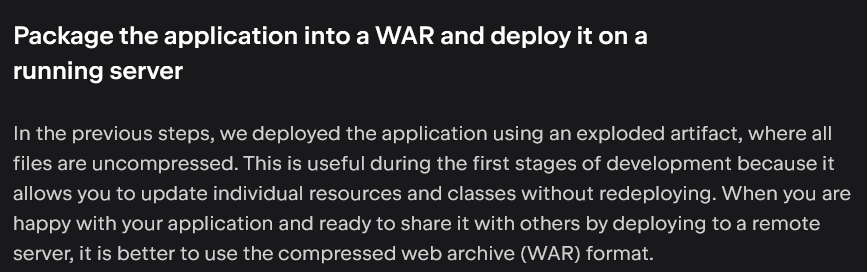 Package the application into a WAR and deploy it on a
running server
In the previous steps, we deployed the application using an exploded artifact, where all
files are uncompressed. This is useful during the first stages of development because it
allows you to update individual resources and classes without redeploying. When you are
happy with your application and ready to share it with others by deploying to a remote
server, it is better to use the compressed web archive (WAR) format.